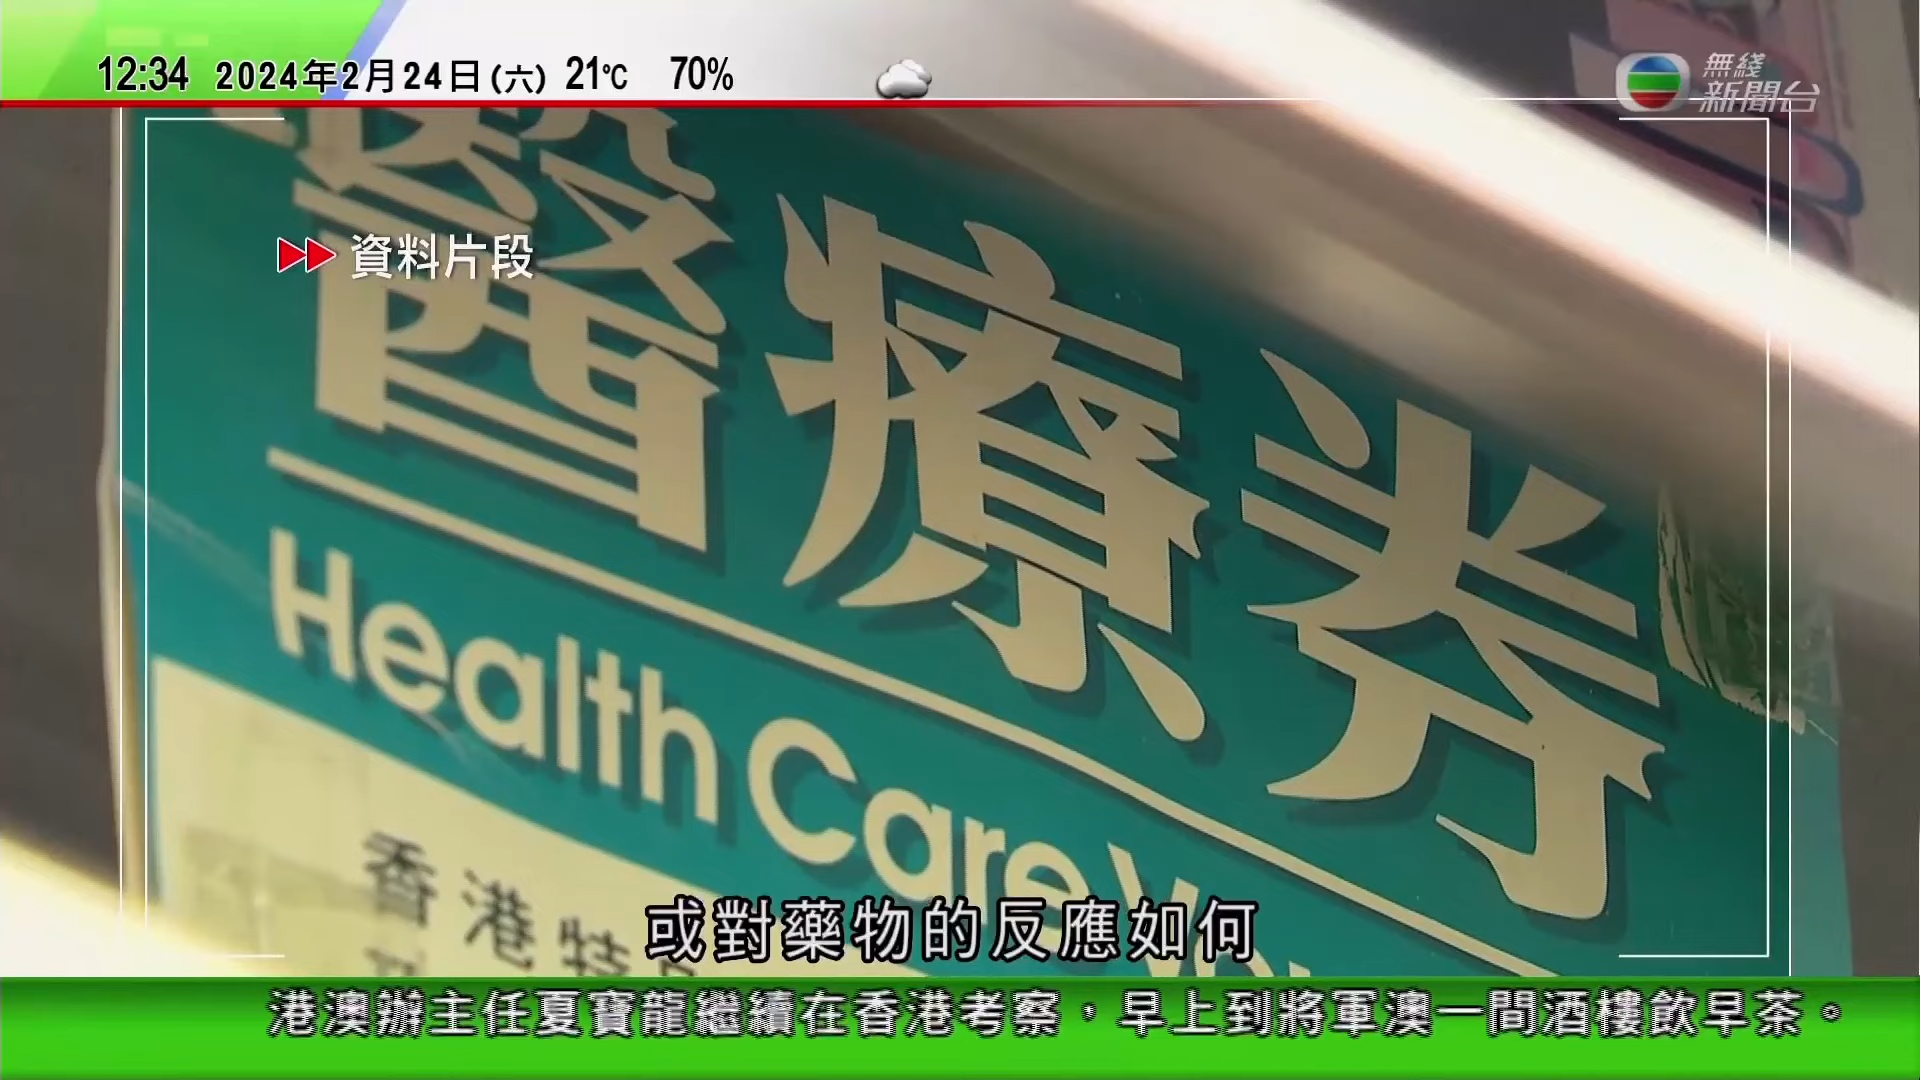 12:34 2024年2月24日(六) 21℃ 70%
無綫
新聞台
資料片段
醫療券
Health Care Vou
香港特
或對藥物的反應如何
港澳辦主任夏寶龍繼續在香港考察，早上到將軍澳一間酒樓飲早茶。